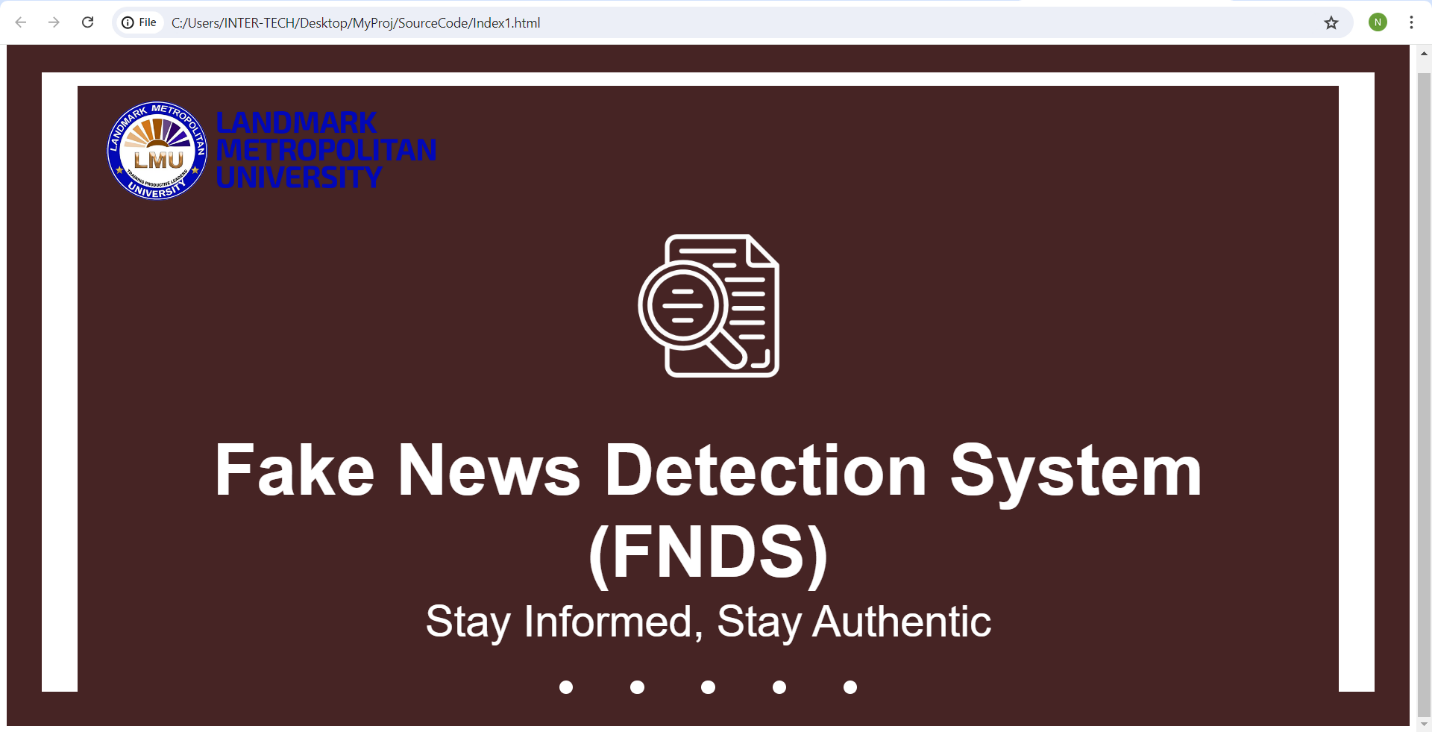 File C:/Users/INTER-TECH/Desktop/MyProj/SourceCode/Index1.html
N
LANDMARK METROPOLITAN
LMU
UNIVERSITY
LANDMARK
METROPOLITAN
UNIVERSITY
Fake News Detection System
(FNDS)
Stay Informed, Stay Authentic